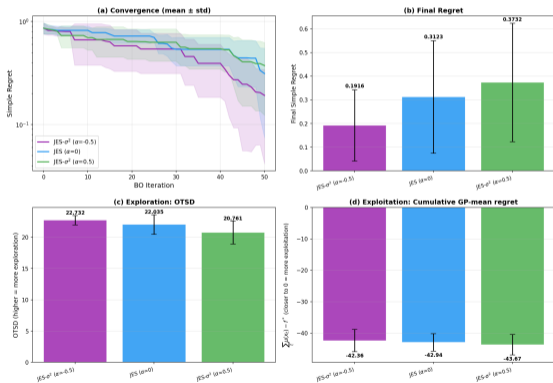 (a) Convergence (mean ± std)
Simple Regret
10⁰
10⁻¹
JES-σ² (α=-0.5)
JES (α=0)
JES-σ² (α=0.5)
0 10 20 30 40 50
BO Iteration
(b) Final Regret
Final Simple Regret
0.6
0.5
0.4
0.3
0.2
0.1
0.0
0.1916
0.3123
0.3732
JES-σ² (α=-0.5)
JES (α=0)
JES-σ² (α=0.5)
(c) Exploration: OTSD
OTSD (higher = more exploration)
20
15
10
5
0
22.732
22.035
20.761
JES-σ² (α=-0.5)
JES (α=0)
JES-σ² (α=0.5)
(d) Exploitation: Cumulative GP-mean regret
(closer to 0 = more exploitation)
0
−10
−20
−30
−40
-42.36
-42.94
-43.67
JES-σ² (α=-0.5)
JES (α=0)
JES-σ² (α=0.5)